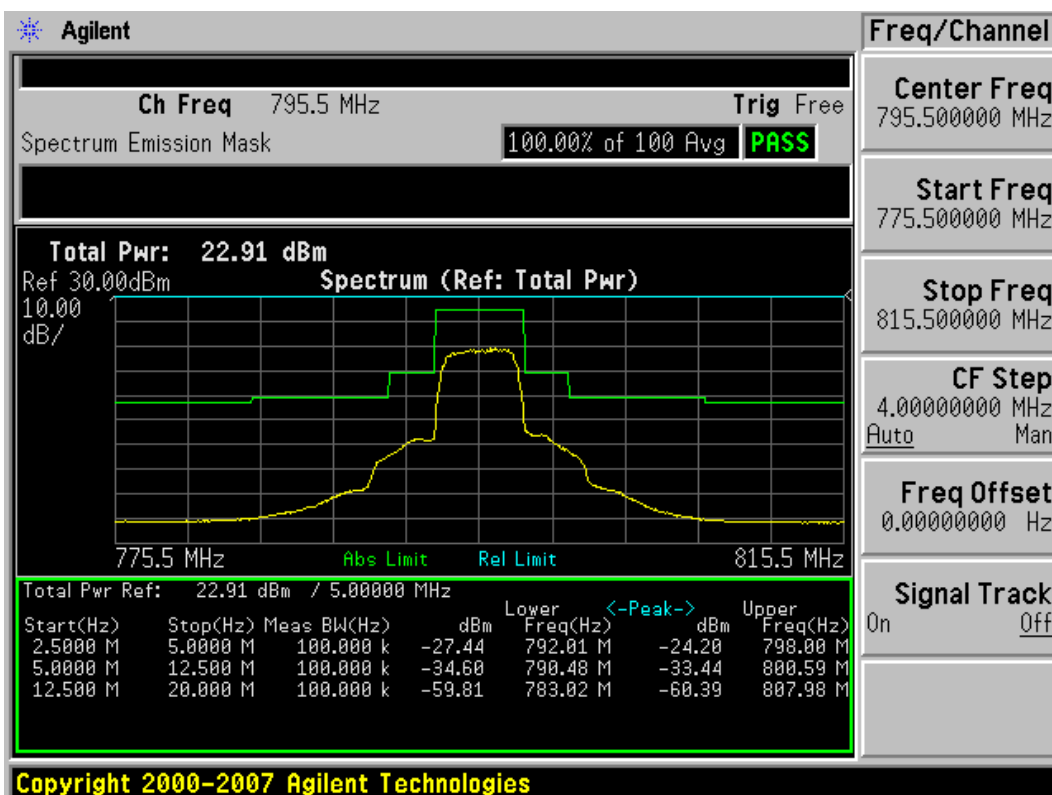 Agilent
Ch Freq 795.5 MHz Trig Free
Spectrum Emission Mask 100.00% of 100 Avg PASS
Total Pwr: 22.91 dBm
Ref 30.00dBm Spectrum (Ref: Total Pwr)
10.00
dB/
775.5 MHz Abs Limit Rel Limit 815.5 MHz
Total Pwr Ref: 22.91 dBm / 5.00000 MHz
Lower <-Peak-> Upper
Start(Hz) Stop(Hz) Meas BW(Hz) dBm Freq(Hz) dBm Freq(Hz)
2.5000 M 5.0000 M 100.000 k -27.44 792.01 M -24.20 798.00 M
5.0000 M 12.500 M 100.000 k -34.60 790.48 M -33.44 800.59 M
12.500 M 20.000 M 100.000 k -59.81 783.02 M -60.39 807.98 M
Freq/Channel
Center Freq
795.500000 MHz
Start Freq
775.500000 MHz
Stop Freq
815.500000 MHz
CF Step
4.00000000 MHz
Auto Man
Freq Offset
0.00000000 Hz
Signal Track
On Off
Copyright 2000-2007 Agilent Technologies